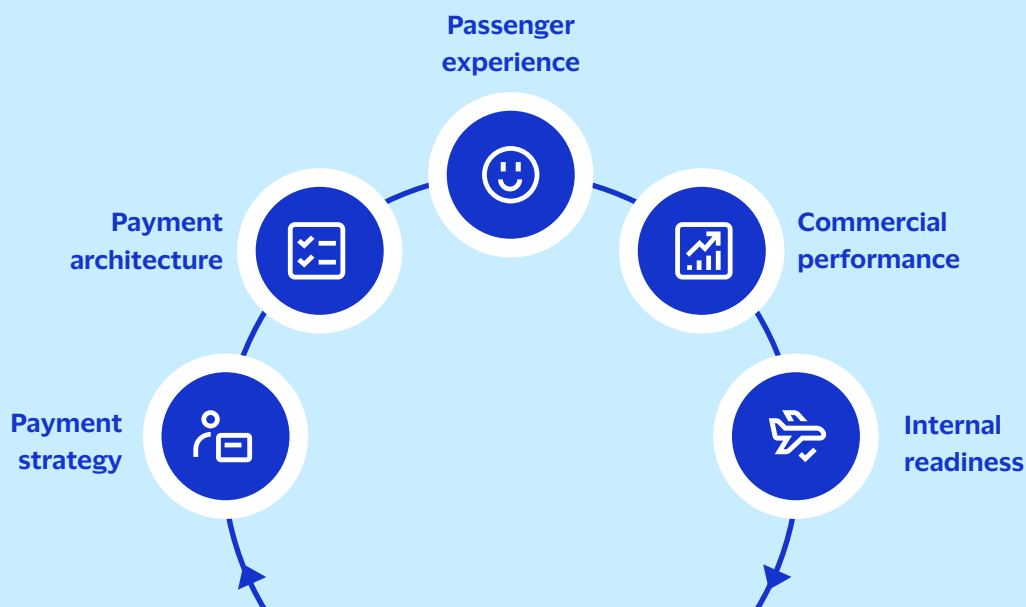 Passenger
experience
Payment
architecture
Commercial
performance
Payment
strategy
Internal
readiness